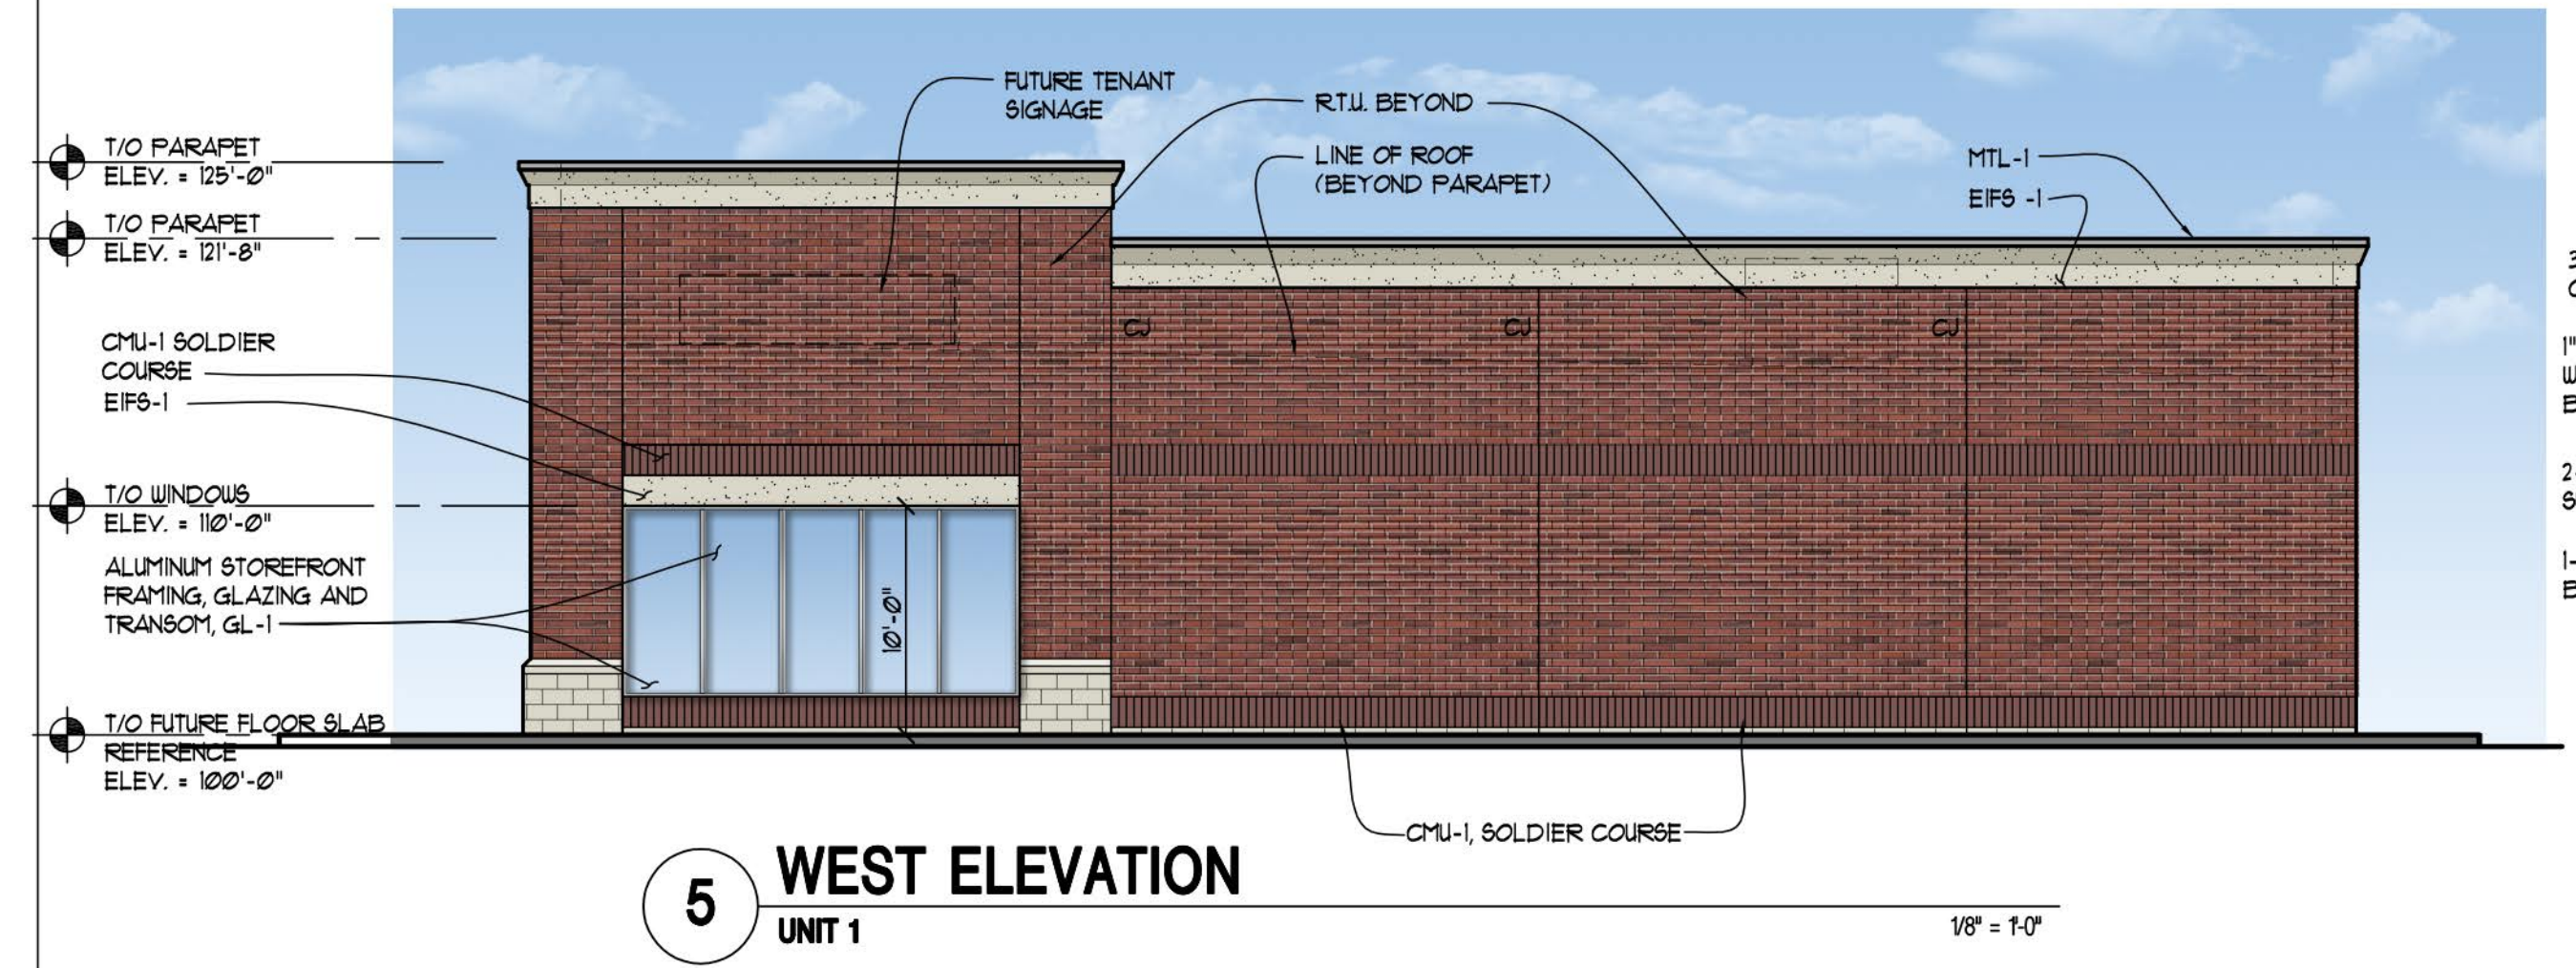 FUTURE TENANT
SIGNAGE
R.T.U. BEYOND
LINE OF ROOF
(BEYOND PARAPET)
MTL-1
EIFS -1
T/O PARAPET
ELEV. = 125'-0"
T/O PARAPET
ELEV. = 121'-8"
CMU-1 SOLDIER
COURSE
EIFS-1
T/O WINDOWS
ELEV. = 110'-0"
ALUMINUM STOREFRONT
FRAMING, GLAZING AND
TRANSOM, GL-1
T/O FUTURE FLOOR SLAB
REFERENCE
ELEV. = 100'-0"
CJ
CJ
CJ
10'-0"
CMU-1, SOLDIER COURSE
5
WEST ELEVATION
UNIT 1
1/8" = 1'-0"
1"